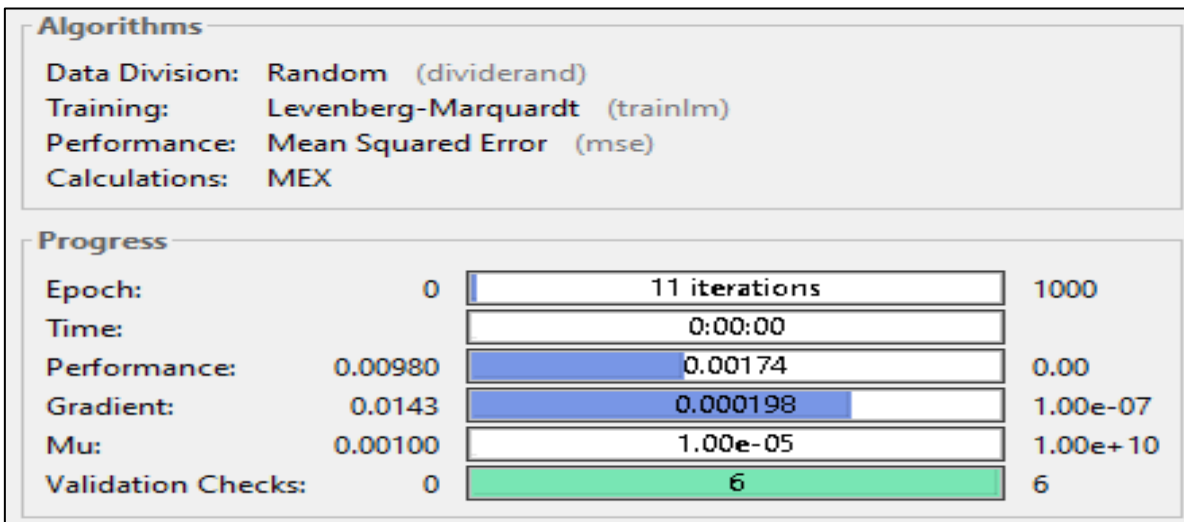 Algorithms
Data Division: Random (dividerand)
Training: Levenberg-Marquardt (trainlm)
Performance: Mean Squared Error (mse)
Calculations: MEX
Progress
Epoch: 0 11 iterations 1000
Time: 0:00:00
Performance: 0.00980 0.00174 0.00
Gradient: 0.0143 0.000198 1.00e-07
Mu: 0.00100 1.00e-05 1.00e+10
Validation Checks: 0 6 6